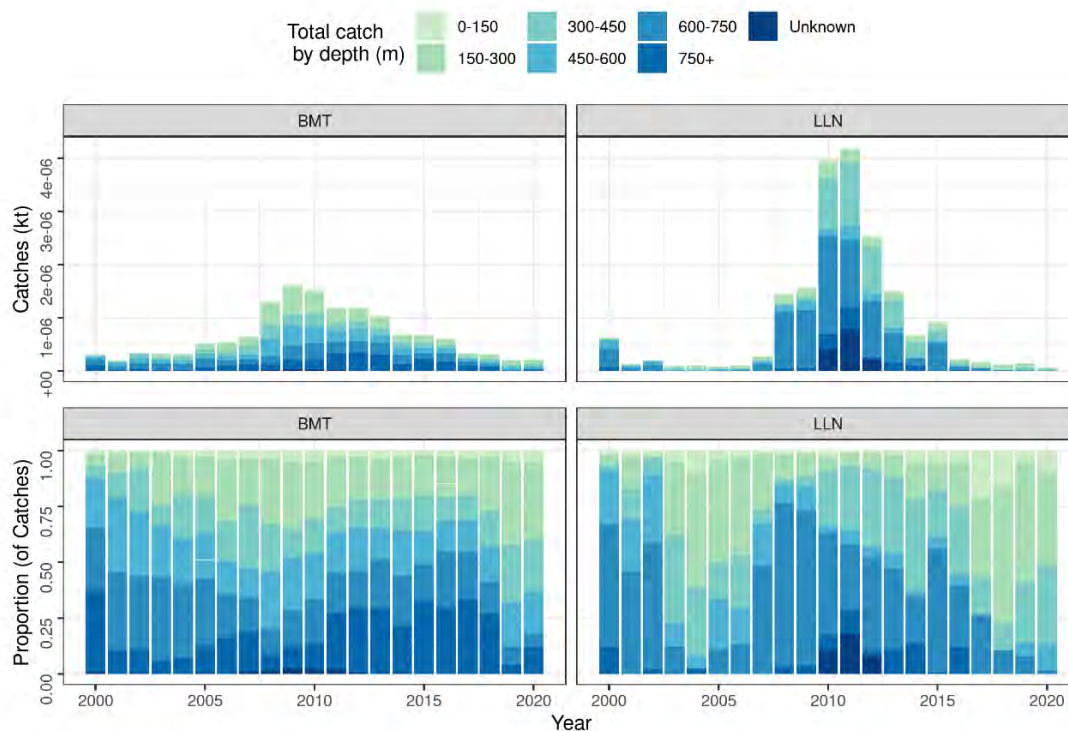 Total catch
by depth (m)
0-150
150-300
300-450
450-600
600-750
750+
Unknown
BMT
LLN
Catches (kt)
4e-06
3e-06
2e-06
1e-06
+00
BMT
LLN
Proportion (of Catches)
1.00
0.75
0.50
0.25
0.00
2000
2005
2010
2015
2020
2000
2005
2010
2015
2020
Year